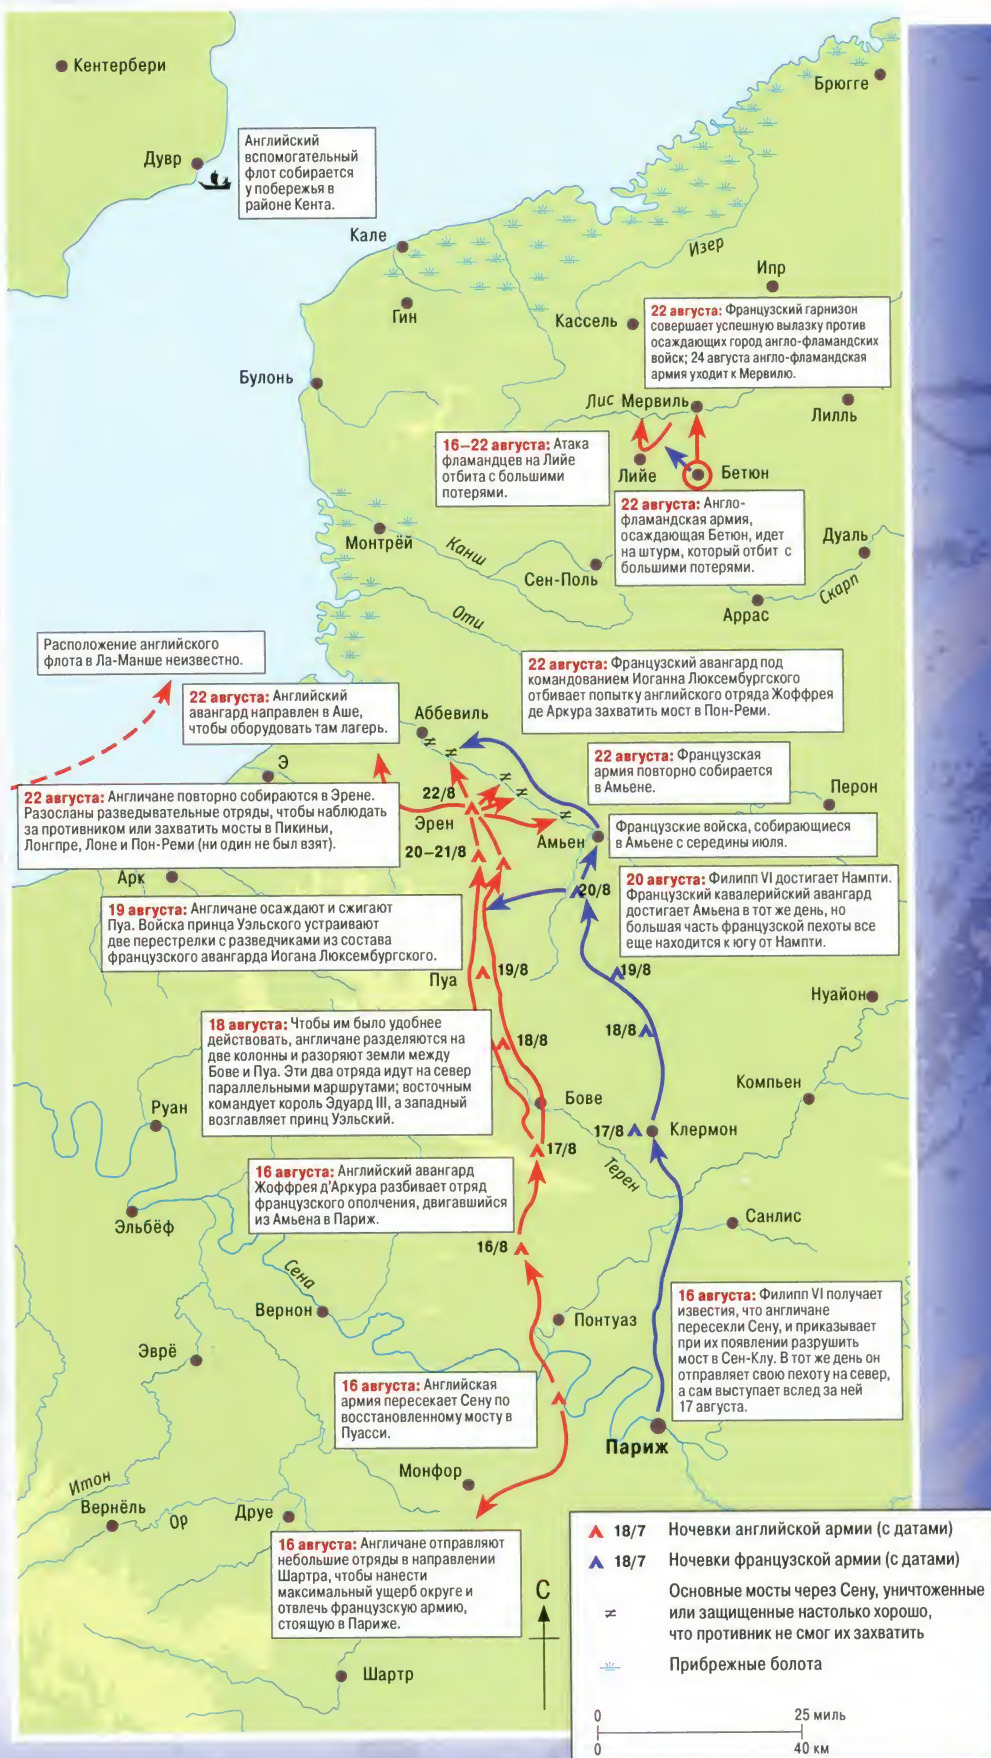 Кентербери
Брюгге
Дувр
Английский
вспомогательный
флот собирается
у побережья в
районе Кента.
Кале
Изер
Ипр
Гин
Кассель
22 августа: Французский гарнизон
совершает успешную вылазку против
осаждающих город англо-фламандских
войск; 24 августа англо-фламандская
армия уходит к Мервилю.
Булонь
Лис Мервиль
Лилль
16–22 августа: Атака
фламандцев на Лийе
отбита с большими
потерями.
Лийе
Бетюн
22 августа: Англо-
фламандская армия,
осаждающая Бетюн, идет
на штурм, который отбит с
большими потерями.
Монтрёй
Канш
Сен-Поль
Дуаль
Скарп
Аррас
Оти
Расположение английского
флота в Ла-Манше неизвестно.
22 августа: Французский авангард под
командованием Иоганна Люксембургского
отбивает попытку английского отряда Жоффрея
де Аркура захватить мост в Пон-Реми.
22 августа: Английский
авангард направлен в Аше,
чтобы оборудовать там лагерь.
Аббевиль
22 августа: Французская
армия повторно собирается
в Амьене.
Э
Перон
22 августа: Англичане повторно собираются в Эрене.
Разосланы разведывательные отряды, чтобы наблюдать
за противником или захватить мосты в Пикиньи,
Лонгпре, Лоне и Пон-Реми (ни один не был взят).
22/8
Эрен
20–21/8
Амьен
Французские войска, собирающиеся
в Амьене с середины июля.
Арк
20/8
20 августа: Филипп VI достигает Нампти.
Французский кавалерийский авангард
достигает Амьена в тот же день, но
большая часть французской пехоты все
еще находится к югу от Нампти.
19 августа: Англичане осаждают и сжигают
Пуа. Войска принца Уэльского устраивают
две перестрелки с разведчиками из состава
французского авангарда Иогана Люксембургского.
Пуа
19/8
19/8
Нуайон
18 августа: Чтобы им было удобнее
действовать, англичане разделяются на
две колонны и разоряют земли между
Бове и Пуа. Эти два отряда идут на север
параллельными маршрутами; восточным
командует король Эдуард III, а западный
возглавляет принц Уэльский.
18/8
18/8
Компьен
Руан
Бове
17/8
Клермон
17/8
Терен
16 августа: Английский авангард
Жоффрея д'Аркура разбивает отряд
французского ополчения, двигавшийся
из Амьена в Париж.
Эльбёф
Санлис
16/8
Сена
Вернон
Понтуаз
16 августа: Филипп VI получает
известия, что англичане
пересекли Сену, и приказывает
при их появлении разрушить
мост в Сен-Клу. В тот же день он
отправляет свою пехоту на север,
а сам выступает вслед за ней
17 августа.
Эврё
16 августа: Английская
армия пересекает Сену по
восстановленному мосту в
Пуасси.
Париж
Монфор
Итон
Вернёль
Ор
Друе
16 августа: Англичане отправляют
небольшие отряды в направлении
Шартра, чтобы нанести
максимальный ущерб округе и
отвлечь французскую армию,
стоящую в Париже.
С
Шартр
18/7 Ночевки английской армии (с датами)
18/7 Ночевки французской армии (с датами)
Основные мосты через Сену, уничтоженные
или защищенные настолько хорошо,
что противник не смог их захватить
Прибрежные болота
0 25 миль
0 40 км